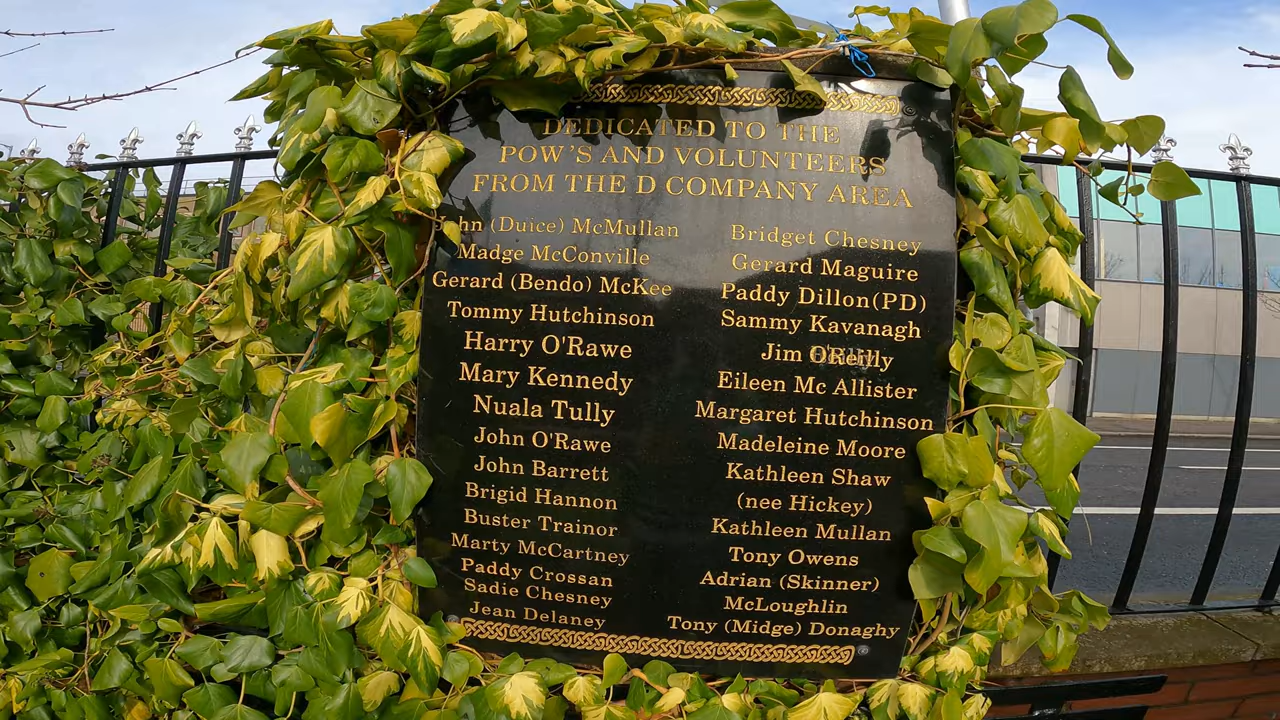 DEDICATED TO THE
POW'S AND VOLUNTEERS
FROM THE D COMPANY AREA
John (Duice) McMullan
Madge McConville
Gerard (Bendo) McKee
Tommy Hutchinson
Harry O'Rawe
Mary Kennedy
Nuala Tully
John O'Rawe
John Barrett
Brigid Hannon
Buster Trainor
Marty McCartney
Paddy Crossan
Sadie Chesney
Jean Delaney
Bridget Chesney
Gerard Maguire
Paddy Dillon(PD)
Sammy Kavanagh
Jim O'Reilly
Eileen Mc Allister
Margaret Hutchinson
Madeleine Moore
Kathleen Shaw
(nee Hickey)
Kathleen Mullan
Tony Owens
Adrian (Skinner)
McLoughlin
Tony (Midge) Donaghy